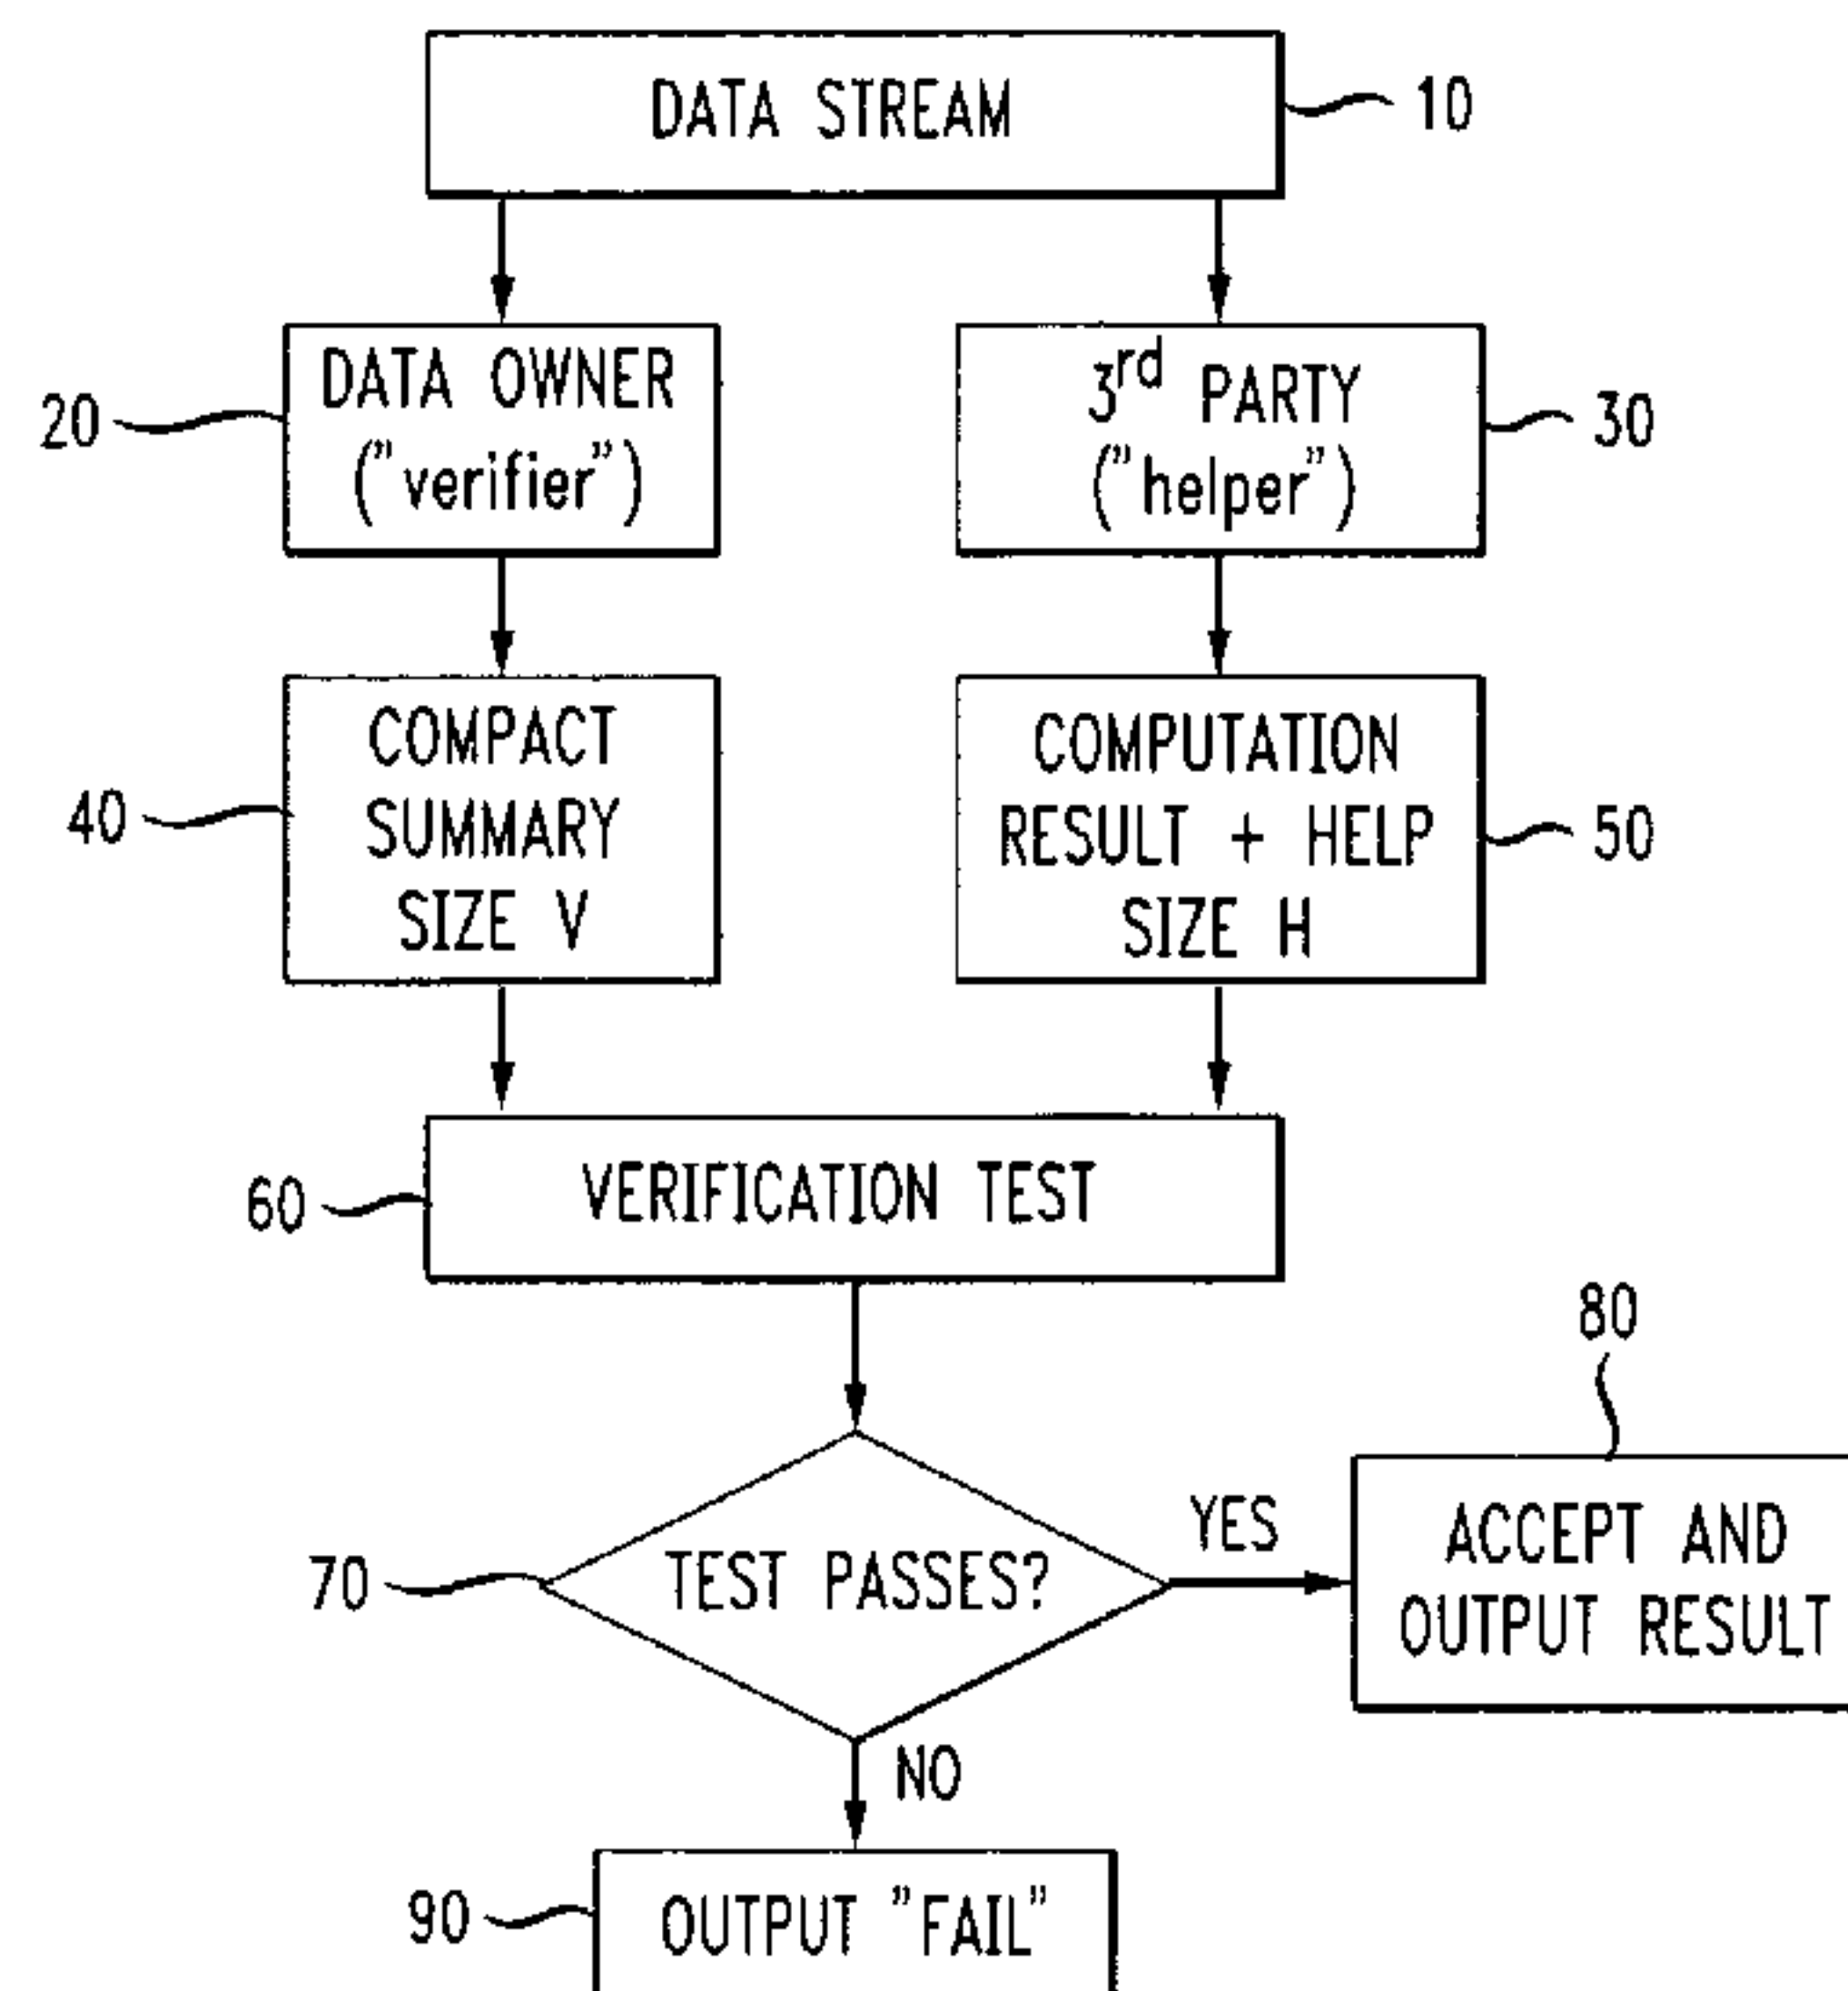 DATA STREAM
10
DATA OWNER
("verifier")
20
3rd PARTY
("helper")
30
COMPACT
SUMMARY
SIZE V
40
COMPUTATION
RESULT + HELP
SIZE H
50
VERIFICATION TEST
60
80
TEST PASSES?
70
YES
ACCEPT AND
OUTPUT RESULT
NO
OUTPUT "FAIL"
90